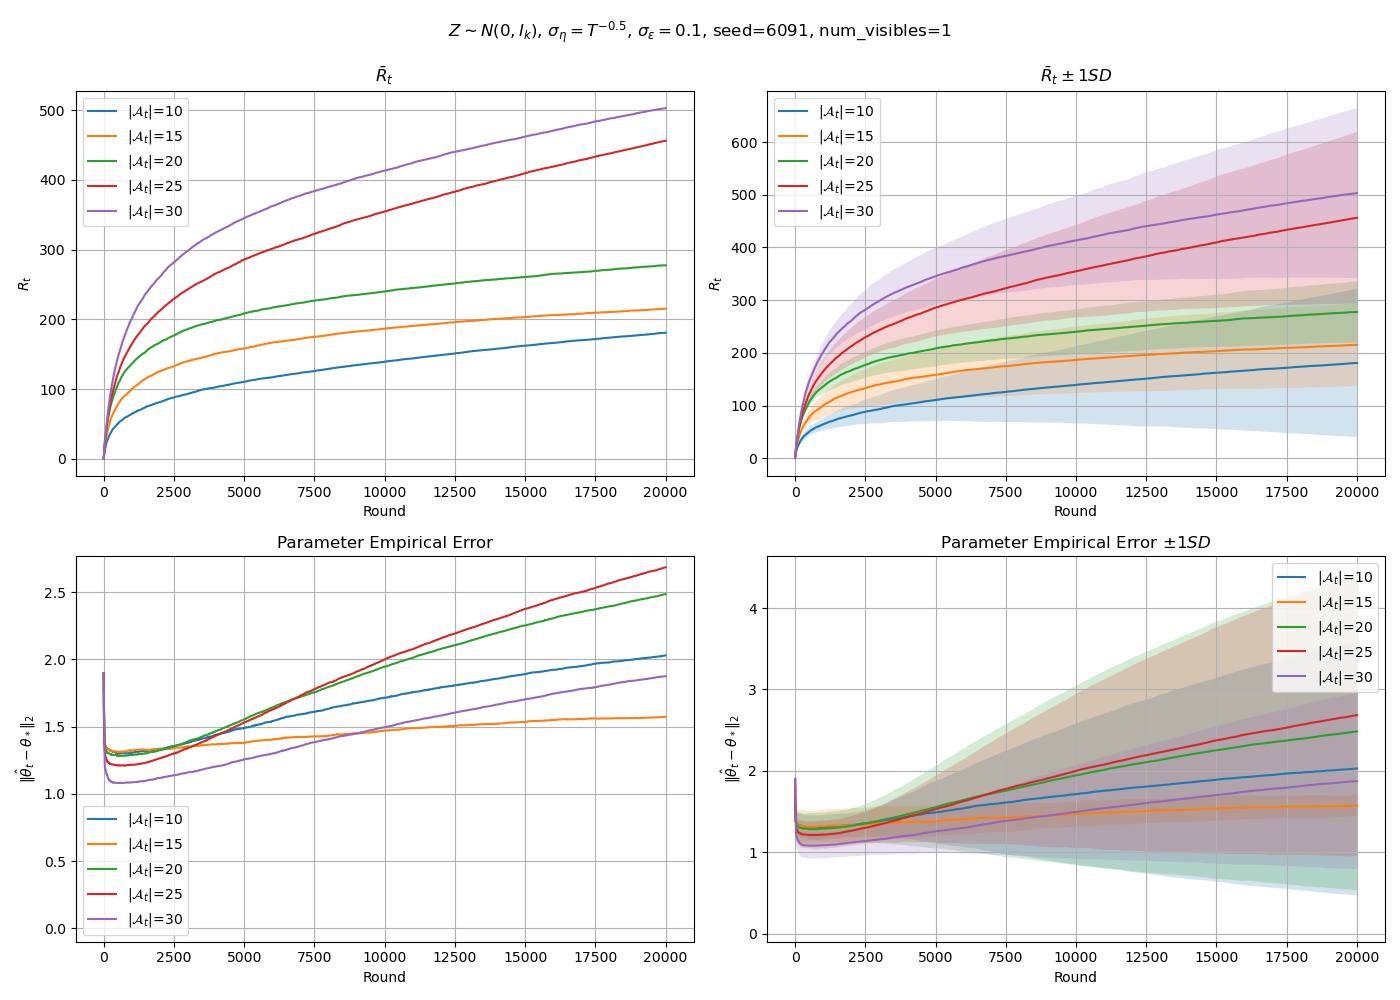 Z ∼ N(0, I_k), σ_η = T^{−0.5}, σ_ε = 0.1, seed=6091, num_visibles=1
R̄_t
R_t
500
400
300
200
100
0
|𝒜_t|=10
|𝒜_t|=15
|𝒜_t|=20
|𝒜_t|=25
|𝒜_t|=30
0 2500 5000 7500 10000 12500 15000 17500 20000
Round
R̄_t ± 1SD
R_t
600
500
400
300
200
100
0
|𝒜_t|=10
|𝒜_t|=15
|𝒜_t|=20
|𝒜_t|=25
|𝒜_t|=30
0 2500 5000 7500 10000 12500 15000 17500 20000
Round
Parameter Empirical Error
‖θ̂_t − θ_*‖_2
2.5
2.0
1.5
1.0
0.5
0.0
|𝒜_t|=10
|𝒜_t|=15
|𝒜_t|=20
|𝒜_t|=25
|𝒜_t|=30
0 2500 5000 7500 10000 12500 15000 17500 20000
Round
Parameter Empirical Error ±1SD
‖θ̂_t − θ_*‖_2
4
3
2
1
0
|𝒜_t|=10
|𝒜_t|=15
|𝒜_t|=20
|𝒜_t|=25
|𝒜_t|=30
0 2500 5000 7500 10000 12500 15000 17500 20000
Round